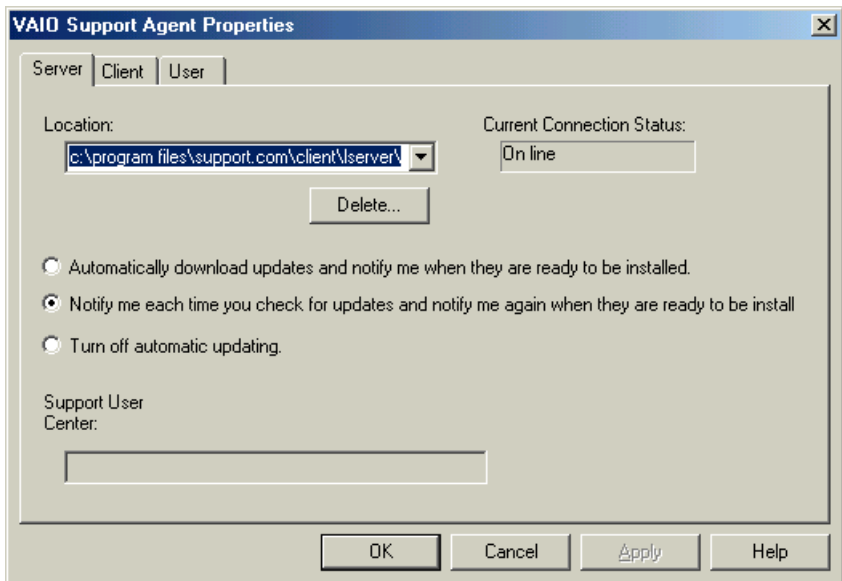 VAIO Support Agent Properties
Server Client User
Location: Current Connection Status:
c:\program files\support.com\client\lserver\ On line
Delete...
Automatically download updates and notify me when they are ready to be installed.
Notify me each time you check for updates and notify me again when they are ready to be install
Turn off automatic updating.
Support User
Center:
OK Cancel Apply Help